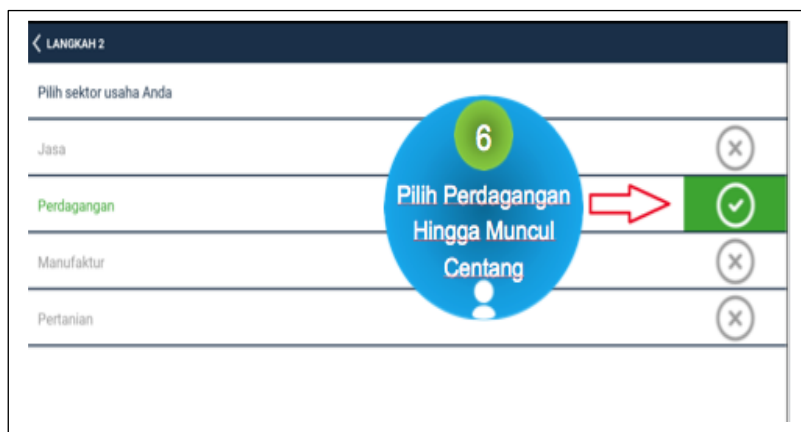 LANGKAH 2
Pilih sektor usaha Anda
Jasa
Perdagangan
Manufaktur
Pertanian
6
Pilih Perdagangan
Hingga Muncul
Centang